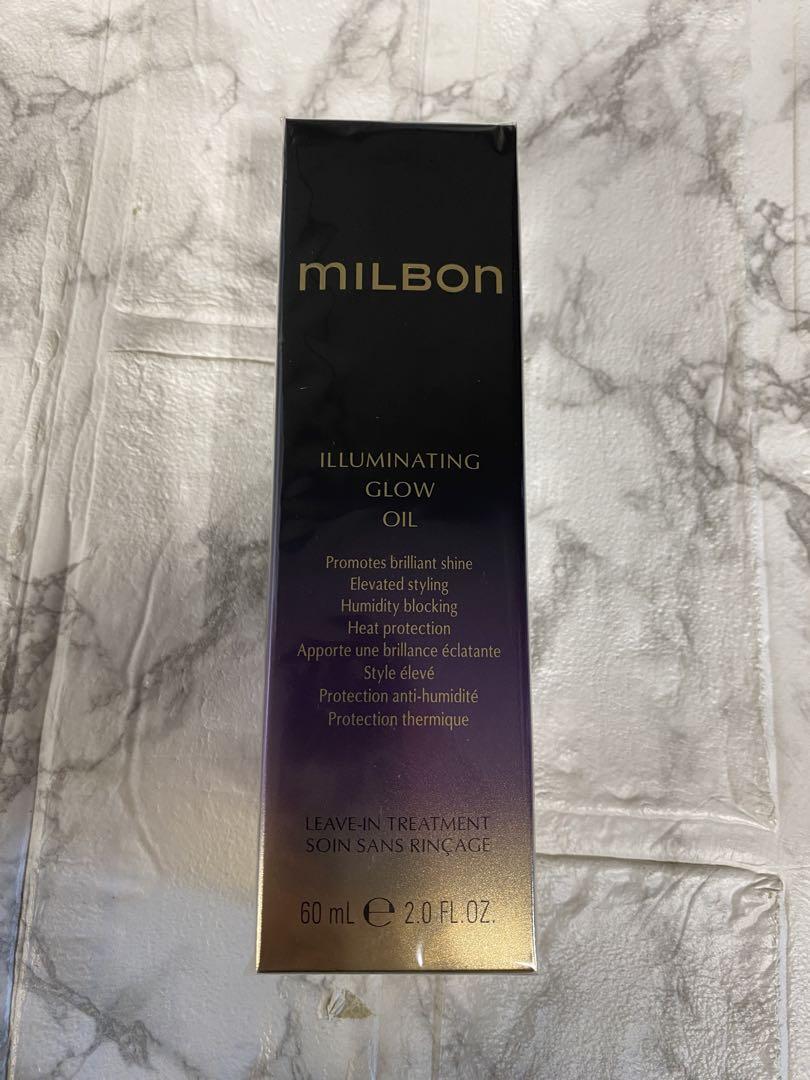 mILBon
ILLUMINATING
GLOW
OIL
Promotes brilliant shine
Elevated styling
Humidity blocking
Heat protection
Apporte une brillance éclatante
Style élevé
Protection anti-humidité
Protection thermique
LEAVE-IN TREATMENT
SOIN SANS RINÇAGE
60 mL ℮ 2.0 FL.OZ.